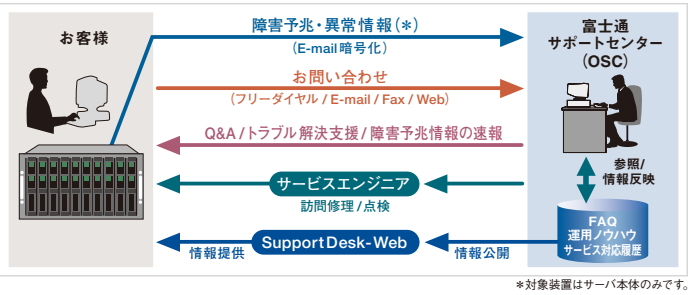 お客様
障害予兆・異常情報（＊）
（E-mail暗号化）
お問い合わせ
（フリーダイヤル / E-mail / Fax / Web）
Q&A / トラブル解決支援 / 障害予兆情報の速報
サービスエンジニア
訪問修理 / 点検
情報提供
SupportDesk-Web
情報公開
富士通
サポートセンター
（OSC）
参照/
情報反映
FAQ
運用ノウハウ
サービス対応履歴
＊対象装置はサーバ本体のみです。